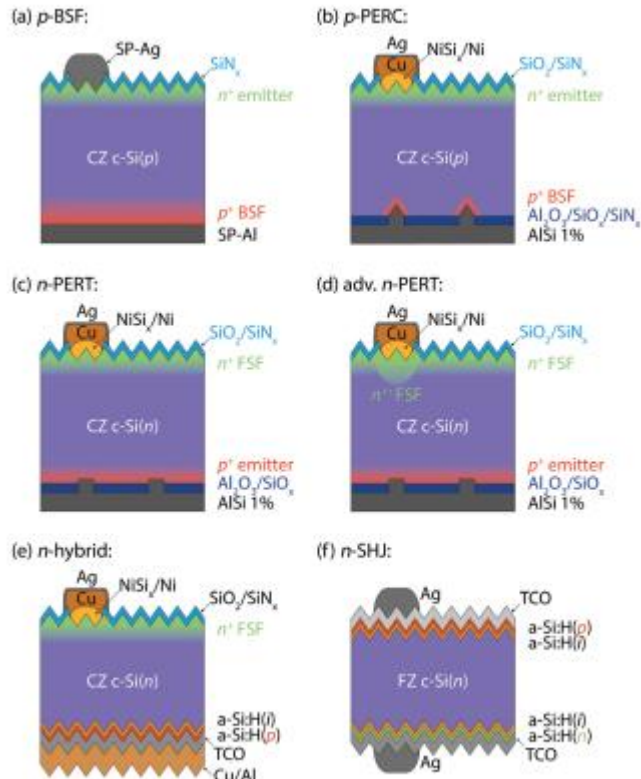 (a) p-BSF:
SP-Ag
SiNₓ
n⁺ emitter
CZ c-Si(p)
p⁺ BSF
SP-Al
(b) p-PERC:
Ag
NiSiₓ/Ni
Cu
SiO₂/SiNₓ
n⁺ emitter
CZ c-Si(p)
p⁺ BSF
Al₂O₃/SiOₓ/SiNₓ
AlSi 1%
(c) n-PERT:
Ag
NiSiₓ/Ni
Cu
SiO₂/SiNₓ
n⁺ FSF
CZ c-Si(n)
p⁺ emitter
Al₂O₃/SiOₓ
AlSi 1%
(d) adv. n-PERT:
Ag
NiSiₓ/Ni
Cu
SiO₂/SiNₓ
n⁺ FSF
n⁺⁺ FSF
CZ c-Si(n)
p⁺ emitter
Al₂O₃/SiOₓ
AlSi 1%
(e) n-hybrid:
Ag
NiSiₓ/Ni
Cu
SiO₂/SiNₓ
n⁺ FSF
CZ c-Si(n)
a-Si:H(i)
a-Si:H(p)
TCO
Cu/Al
(f) n-SHJ:
Ag
TCO
a-Si:H(p)
a-Si:H(i)
FZ c-Si(n)
a-Si:H(i)
a-Si:H(n)
TCO
Ag